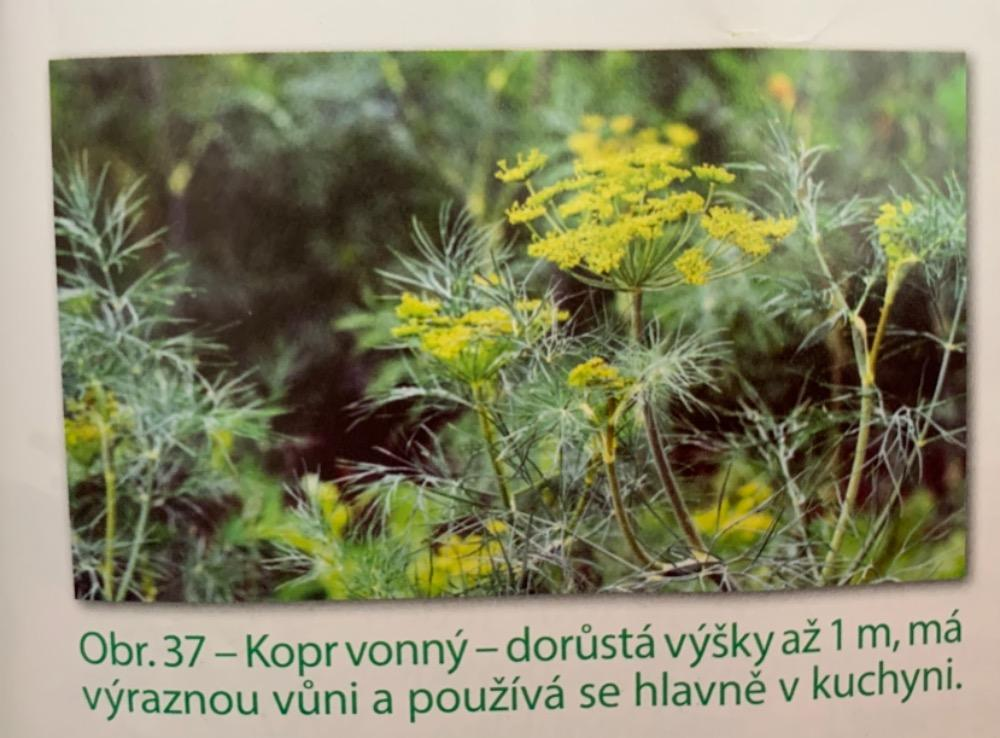 Obr. 37 – Kopr vonný – dorůstá výšky až 1 m, má
výraznou vůni a používá se hlavně v kuchyni.